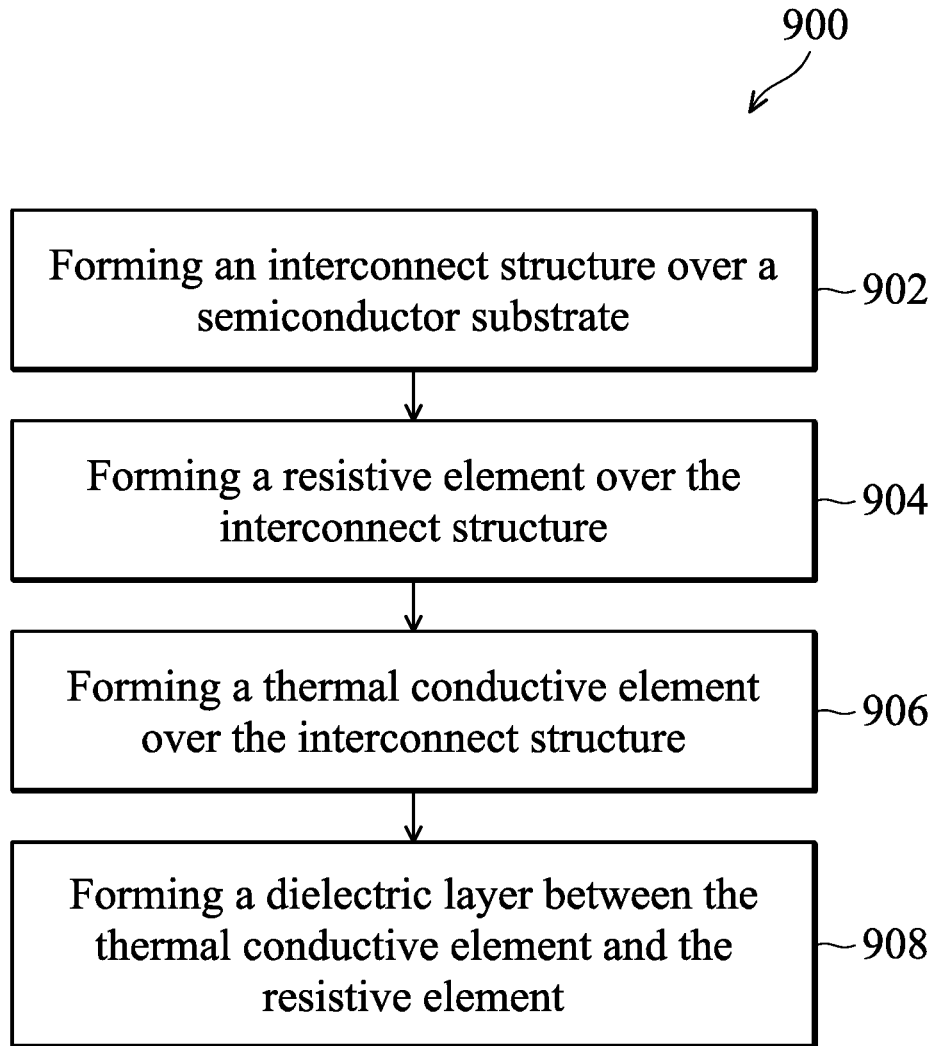 900
Forming an interconnect structure over a
semiconductor substrate
902
Forming a resistive element over the
interconnect structure
904
Forming a thermal conductive element
over the interconnect structure
906
Forming a dielectric layer between the
thermal conductive element and the
resistive element
908